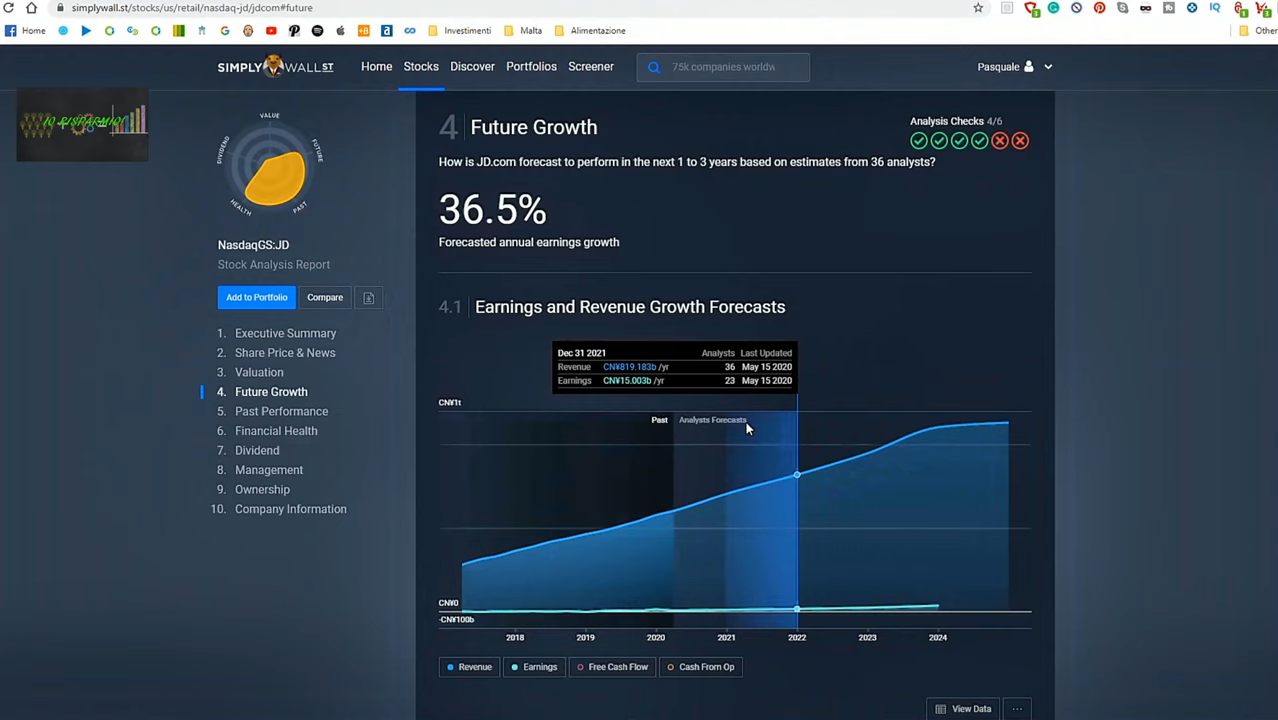 simplywall.st/stocks/us/retail/nasdaq-jd/jdcom#future
Home
Investimenti
Malta
Alimentazione
Other
SIMPLY WALL ST
Home
Stocks
Discover
Portfolios
Screener
75k companies worldw
Pasquale
IO RISPARMIO!
VALUE
FUTURE
PAST
HEALTH
DIVIDEND
NasdaqGS:JD
Stock Analysis Report
Add to Portfolio
Compare
1. Executive Summary
2. Share Price & News
3. Valuation
4. Future Growth
5. Past Performance
6. Financial Health
7. Dividend
8. Management
9. Ownership
10. Company Information
4 Future Growth
Analysis Checks 4/6
How is JD.com forecast to perform in the next 1 to 3 years based on estimates from 36 analysts?
36.5%
Forecasted annual earnings growth
4.1 Earnings and Revenue Growth Forecasts
Dec 31 2021 Analysts Last Updated
Revenue CN¥819.183b /yr 36 May 15 2020
Earnings CN¥15.003b /yr 23 May 15 2020
CN¥1t
Past Analysts Forecasts
CN¥0
-CN¥100b
2018 2019 2020 2021 2022 2023 2024
Revenue Earnings Free Cash Flow Cash From Op
View Data